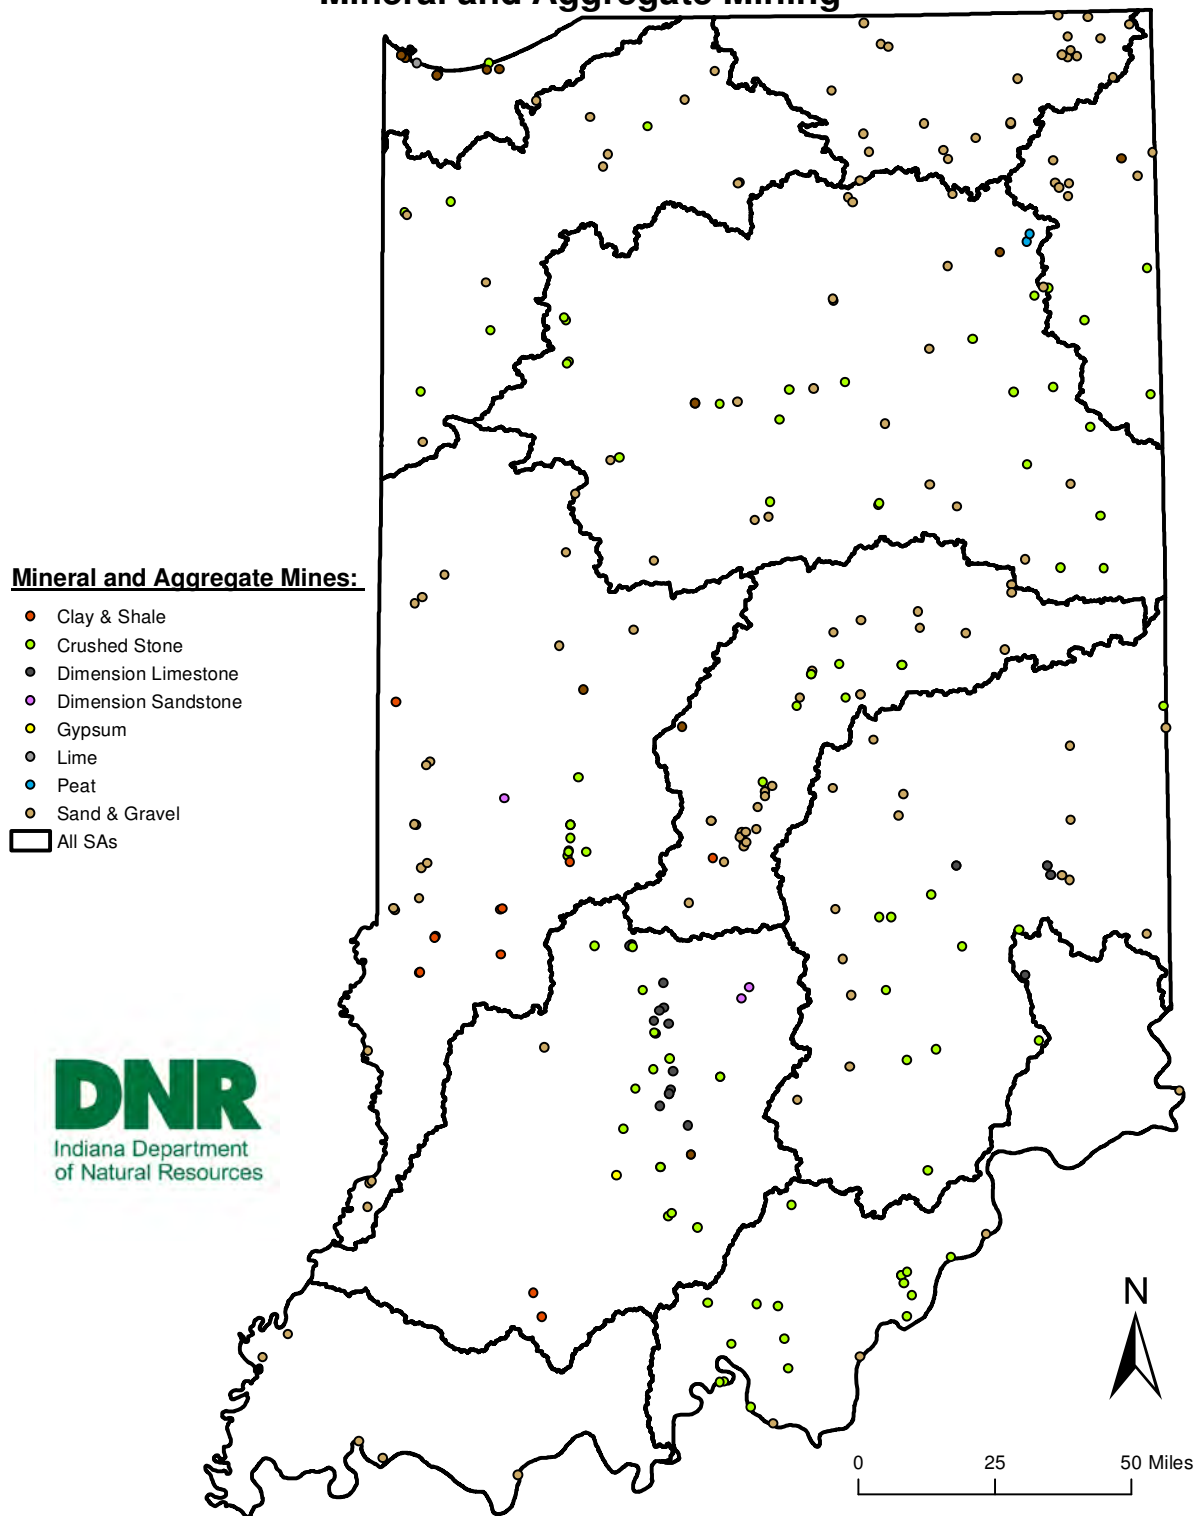 Mineral and Aggregate Mining
Mineral and Aggregate Mines:
Clay & Shale
Crushed Stone
Dimension Limestone
Dimension Sandstone
Gypsum
Lime
Peat
Sand & Gravel
All SAs
DNR
Indiana Department
of Natural Resources
N
0 25 50 Miles